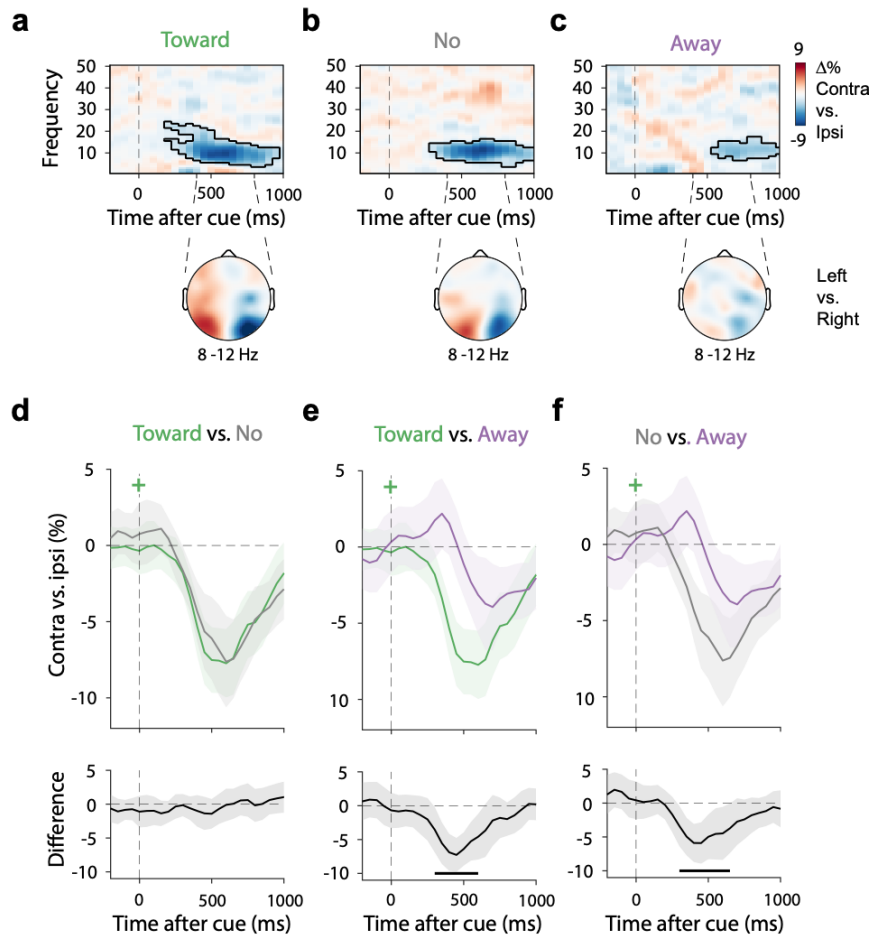 a
b
c
Toward
No
Away
Frequency
50
40
30
20
10
50
40
30
20
10
50
40
30
20
10
9
Δ%
Contra
vs.
Ipsi
-9
0
400
1000
0
400
1000
0
400
1000
Time after cue (ms)
Time after cue (ms)
Time after cue (ms)
Left
vs.
Right
8 -12 Hz
8 -12 Hz
8 -12 Hz
d
e
f
Toward vs. No
Toward vs. Away
No vs. Away
Contra vs. ipsi (%)
5
0
-5
-10
5
0
-5
10
5
0
-5
10
Difference
5
0
-5
-10
5
0
-5
-10
5
0
-5
-10
0
500
1000
0
500
1000
0
500
1000
Time after cue (ms)
Time after cue (ms)
Time after cue (ms)